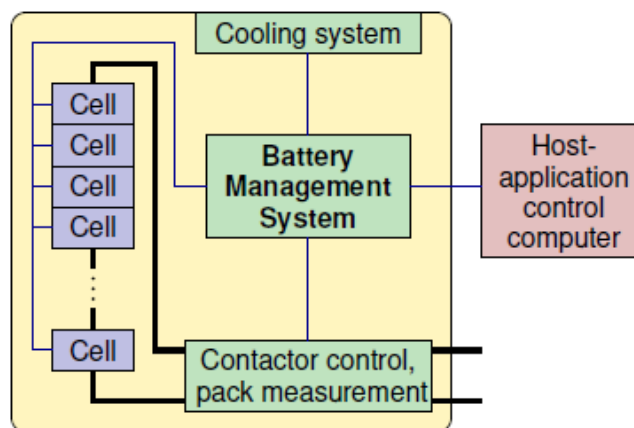 Cooling system
Cell
Cell
Cell
Cell
Cell
Battery
Management
System
Host-
application
control
computer
Contactor control,
pack measurement